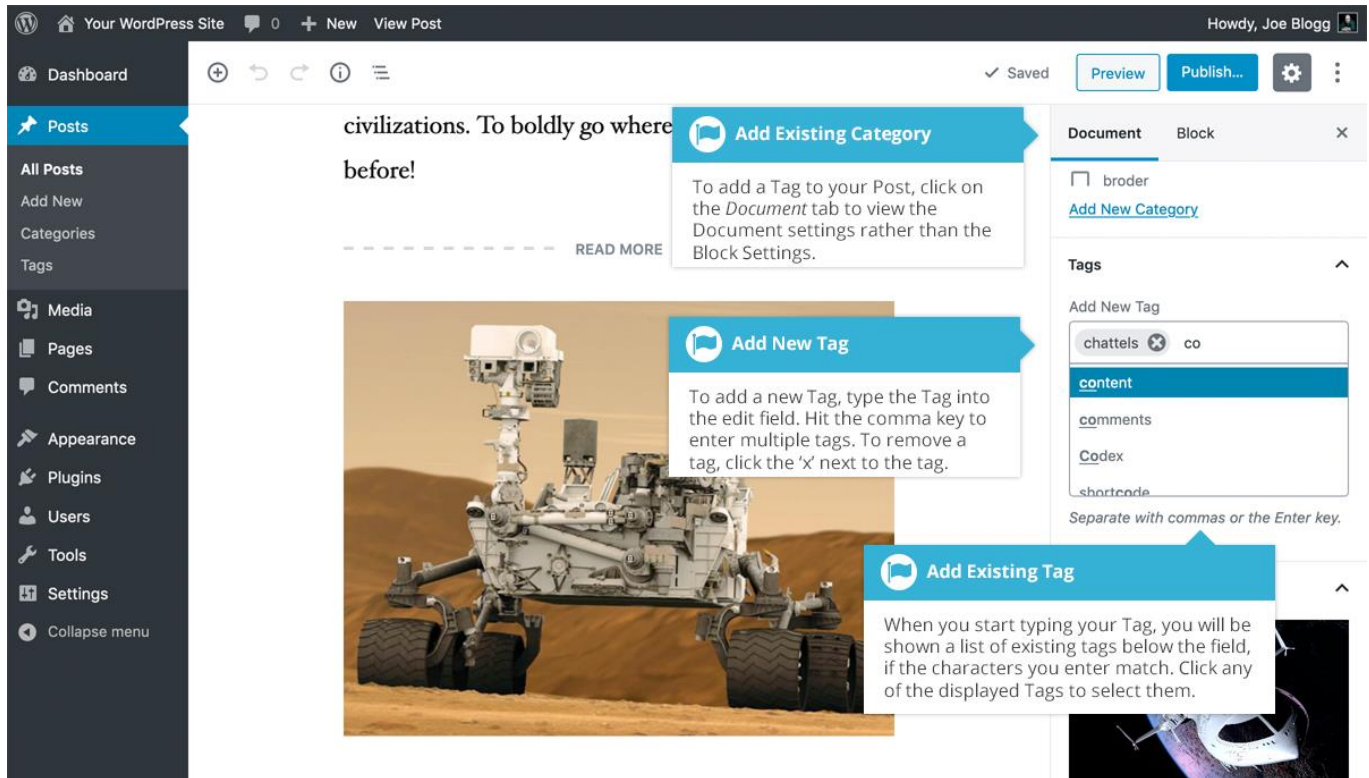 Your WordPress Site 0 + New View Post Howdy, Joe Blogg
Dashboard
Saved Preview Publish...
Posts
All Posts
Add New
Categories
Tags
Media
Pages
Comments
Appearance
Plugins
Users
Tools
Settings
Collapse menu
civilizations. To boldly go where
before!
READ MORE
Add Existing Category
To add a Tag to your Post, click on
the Document tab to view the
Document settings rather than the
Block Settings.
Add New Tag
To add a new Tag, type the Tag into
the edit field. Hit the comma key to
enter multiple tags. To remove a
tag, click the ‘x’ next to the tag.
Document Block
broder
Add New Category
Tags
Add New Tag
chattels co
content
comments
Codex
shortcode
Separate with commas or the Enter key.
Add Existing Tag
When you start typing your Tag, you will be
shown a list of existing tags below the field,
if the characters you enter match. Click any
of the displayed Tags to select them.